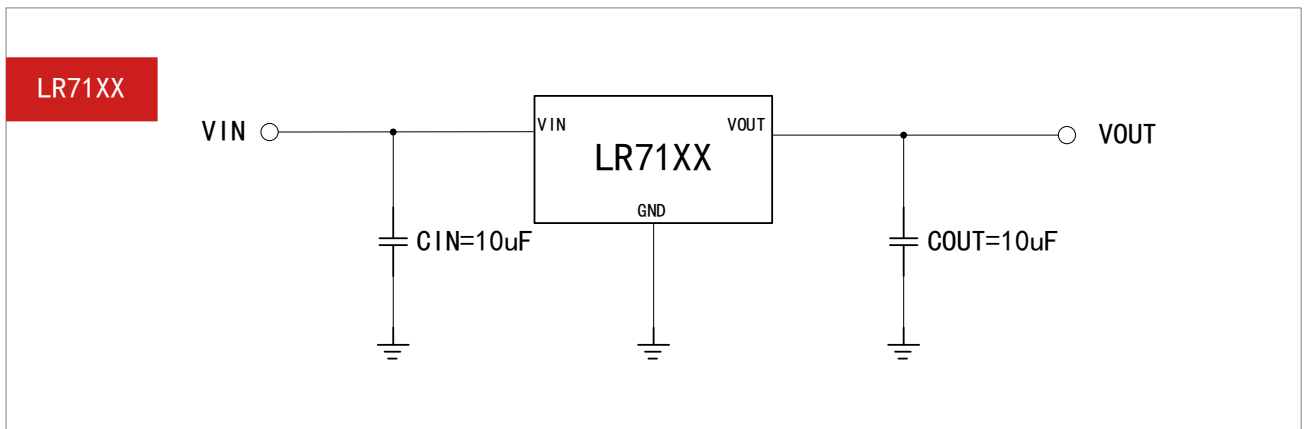 LR71XX
VIN
VIN
VOUT
VOUT
LR71XX
GND
CIN=10uF
COUT=10uF